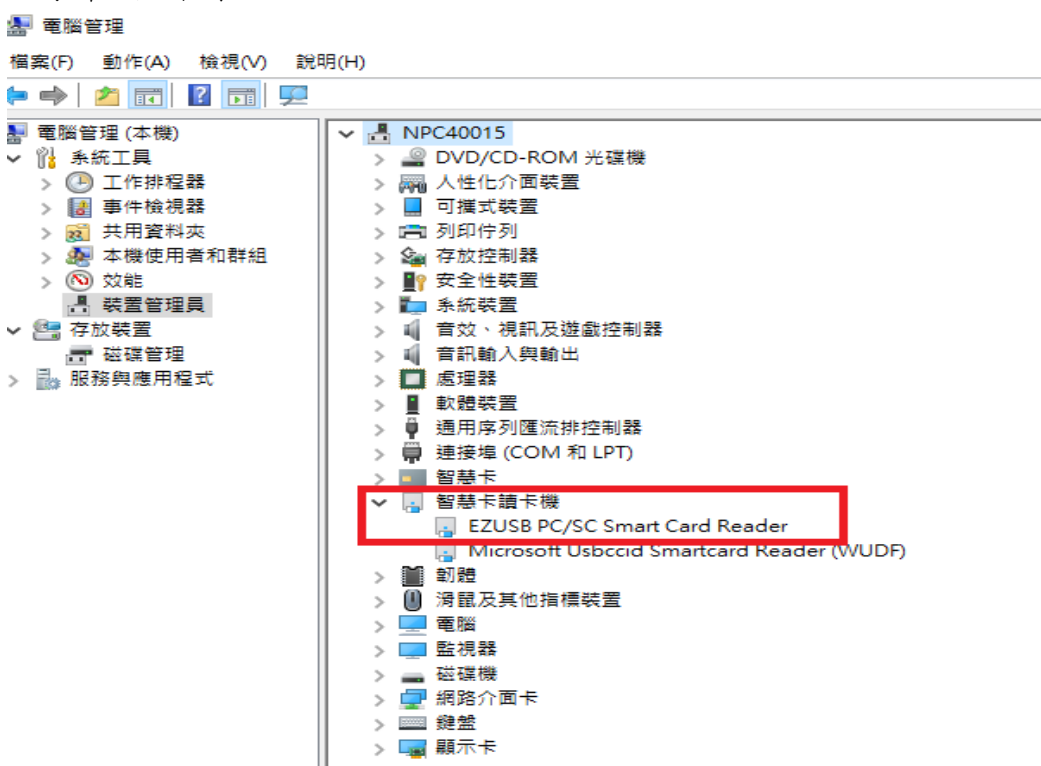 電腦管理
檔案(F) 動作(A) 檢視(V) 說明(H)
電腦管理 (本機)
系統工具
工作排程器
事件檢視器
共用資料夾
本機使用者和群組
效能
裝置管理員
存放裝置
磁碟管理
服務與應用程式
NPC40015
DVD/CD-ROM 光碟機
人性化介面裝置
可攜式裝置
列印佇列
存放控制器
安全性裝置
系統裝置
音效、視訊及遊戲控制器
音訊輸入與輸出
處理器
軟體裝置
通用序列匯流排控制器
連接埠 (COM 和 LPT)
智慧卡
智慧卡讀卡機
EZUSB PC/SC Smart Card Reader
Microsoft Usbccid Smartcard Reader (WUDF)
韌體
滑鼠及其他指標裝置
電腦
監視器
磁碟機
網路介面卡
鍵盤
顯示卡